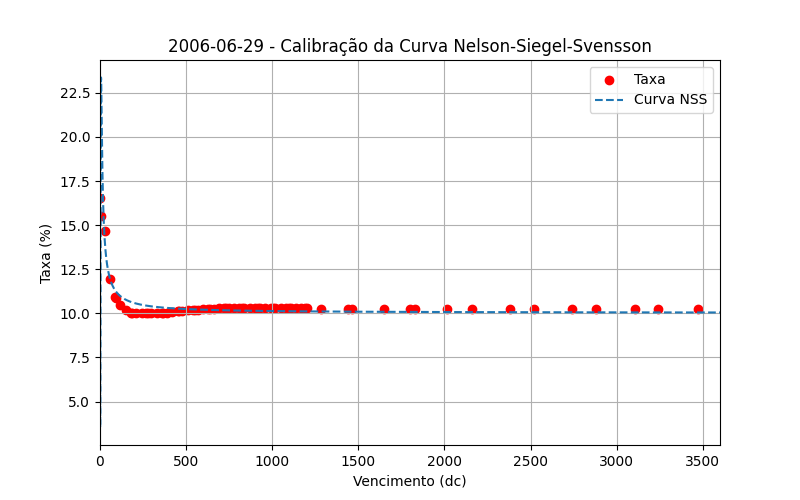 2006-06-29 - Calibração da Curva Nelson-Siegel-Svensson
Taxa
Curva NSS
Taxa (%)
22.5
20.0
17.5
15.0
12.5
10.0
7.5
5.0
0 500 1000 1500 2000 2500 3000 3500
Vencimento (dc)